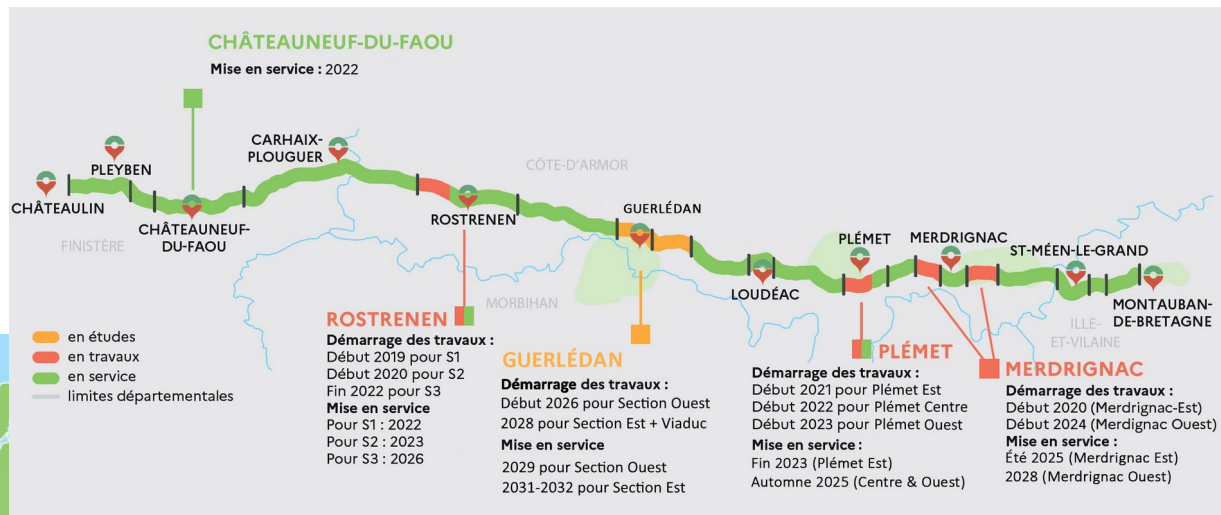 CHÂTEAUNEUF-DU-FAOU
Mise en service : 2022
CARHAIX-
PLOUGUER
PLEYBEN
CHÂTEAULIN
CHÂTEAUNEUF-
DU-FAOU
FINISTÈRE
CÔTE-D'ARMOR
ROSTRENEN
GUERLÉDAN
MORBIHAN
LOUDÉAC
PLÉMET
MERDRIGNAC
ST-MÉEN-LE-GRAND
MONTAUBAN-
DE-BRETAGNE
ILLE-
ET-VILAINE
en études
en travaux
en service
limites départementales
ROSTRENEN
Démarrage des travaux :
Début 2019 pour S1
Début 2020 pour S2
Fin 2022 pour S3
Mise en service
Pour S1 : 2022
Pour S2 : 2023
Pour S3 : 2026
GUERLÉDAN
Démarrage des travaux :
Début 2026 pour Section Ouest
2028 pour Section Est + Viaduc
Mise en service
2029 pour Section Ouest
2031-2032 pour Section Est
PLÉMET
Démarrage des travaux :
Début 2021 pour Plémet Est
Début 2022 pour Plémet Centre
Début 2023 pour Plémet Ouest
Mise en service :
Fin 2023 (Plémet Est)
Automne 2025 (Centre & Ouest)
MERDRIGNAC
Démarrage des travaux :
Début 2020 (Merdrignac-Est)
Début 2024 (Merdignac Ouest)
Mise en service :
Été 2025 (Merdrignac Est)
2028 (Merdrignac Ouest)